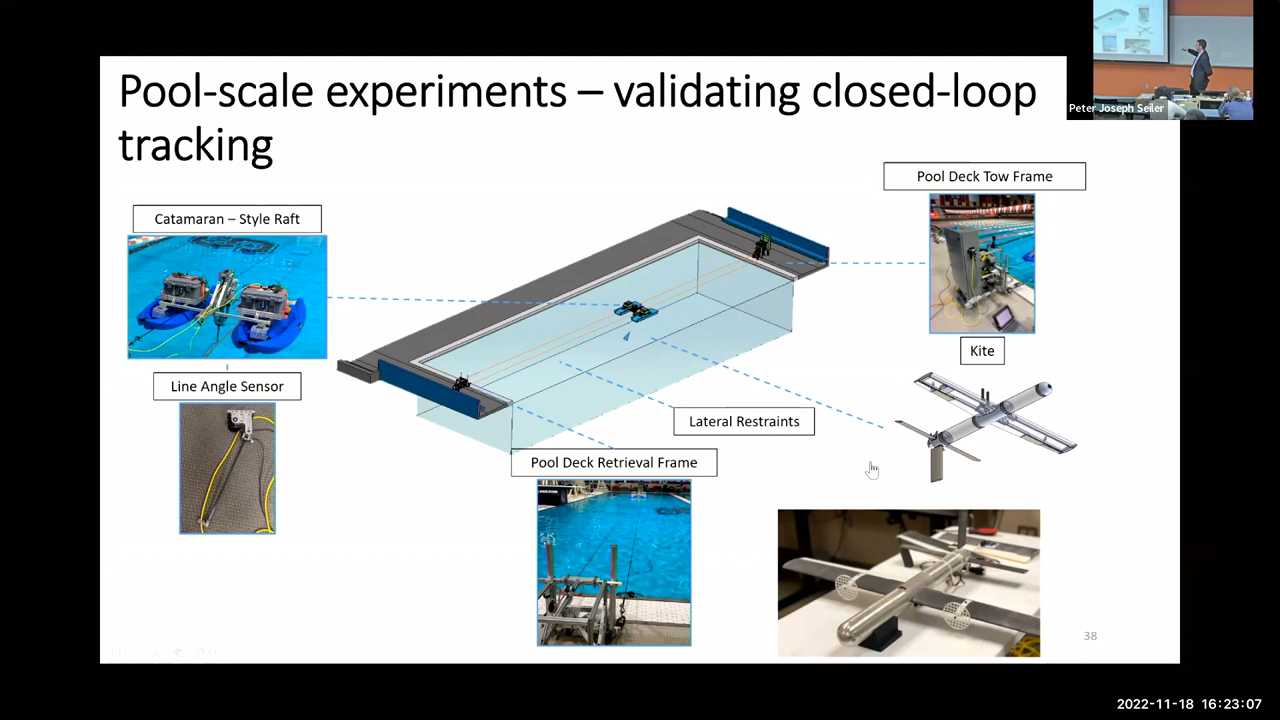 Pool-scale experiments – validating closed-loop
tracking
Peter Joseph Seiler
Pool Deck Tow Frame
Catamaran – Style Raft
Kite
Line Angle Sensor
Lateral Restraints
Pool Deck Retrieval Frame
38
2022-11-18 16:23:07